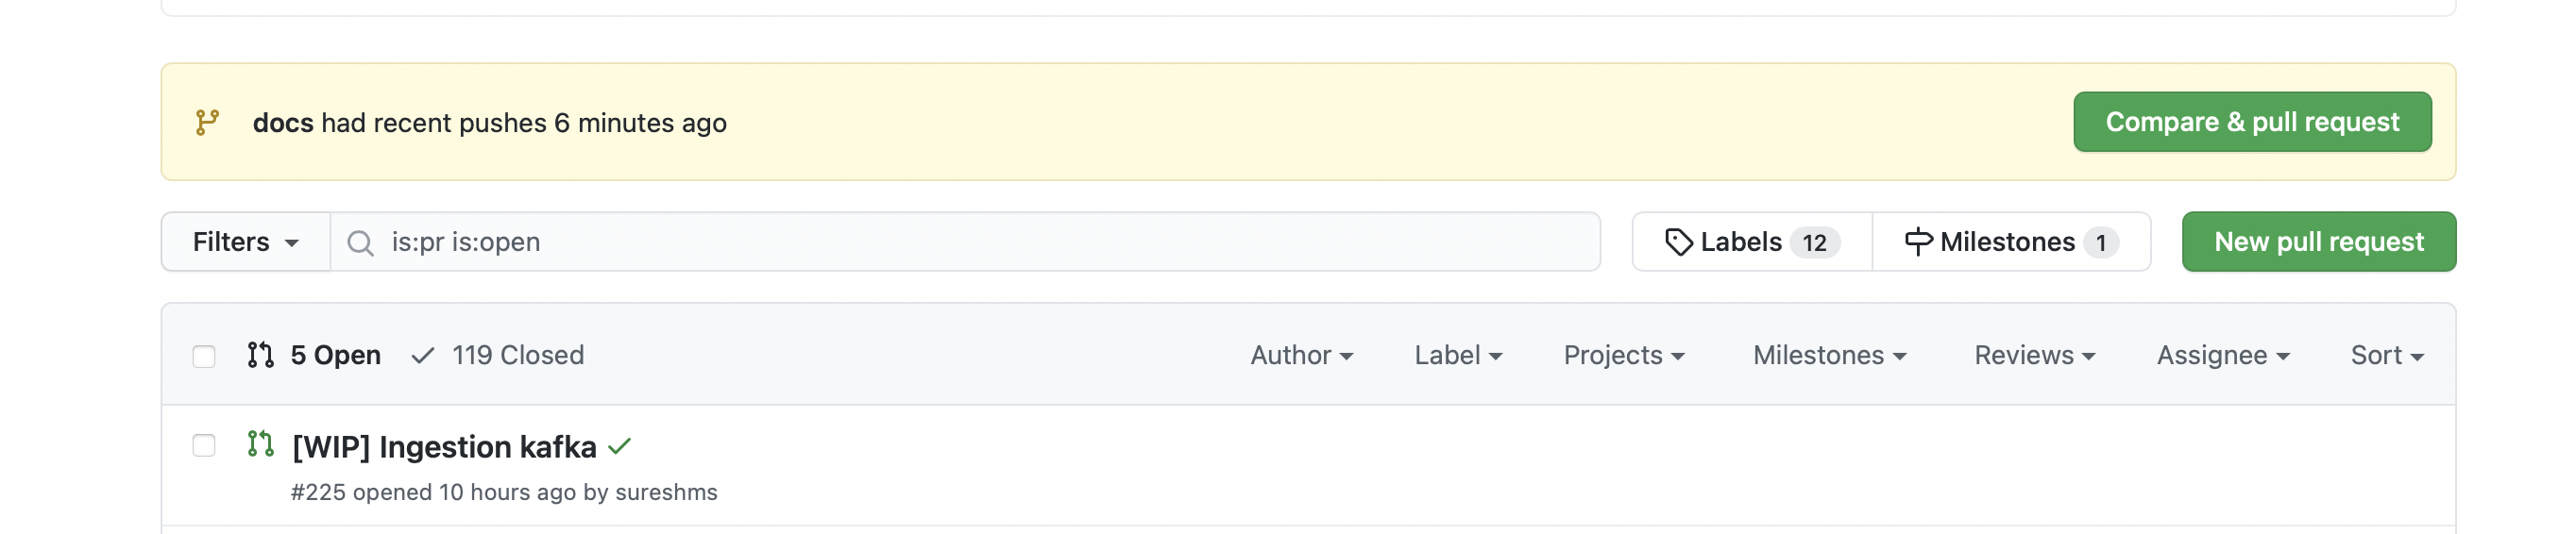 docs had recent pushes 6 minutes ago
Compare & pull request
Filters
is:pr is:open
Labels 12
Milestones 1
New pull request
5 Open
119 Closed
Author
Label
Projects
Milestones
Reviews
Assignee
Sort
[WIP] Ingestion kafka
#225 opened 10 hours ago by sureshms